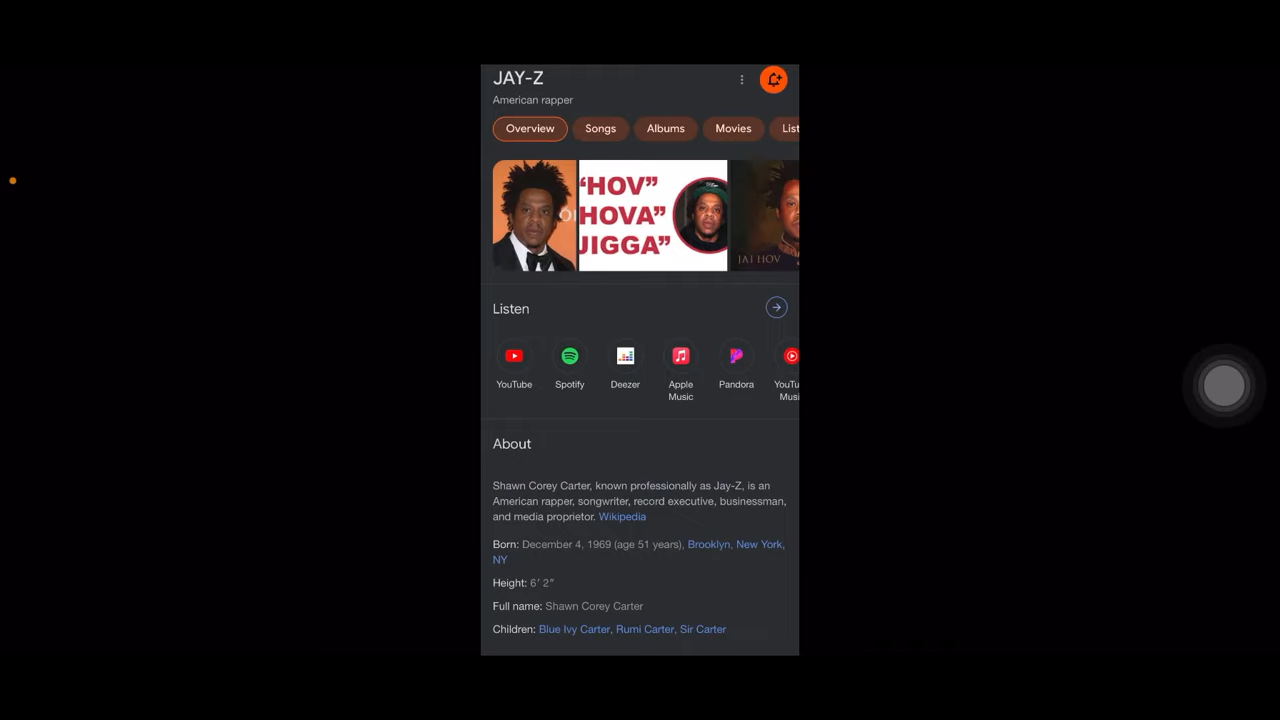 JAY-Z
American rapper
Overview Songs Albums Movies List
"HOV"
HOVA"
JIGGA"
JAI HOV
Listen
YouTube Spotify Deezer Apple Music Pandora YouTu Musi
About
Shawn Corey Carter, known professionally as Jay-Z, is an
American rapper, songwriter, record executive, businessman,
and media proprietor. Wikipedia
Born: December 4, 1969 (age 51 years), Brooklyn, New York,
NY
Height: 6′ 2″
Full name: Shawn Corey Carter
Children: Blue Ivy Carter, Rumi Carter, Sir Carter